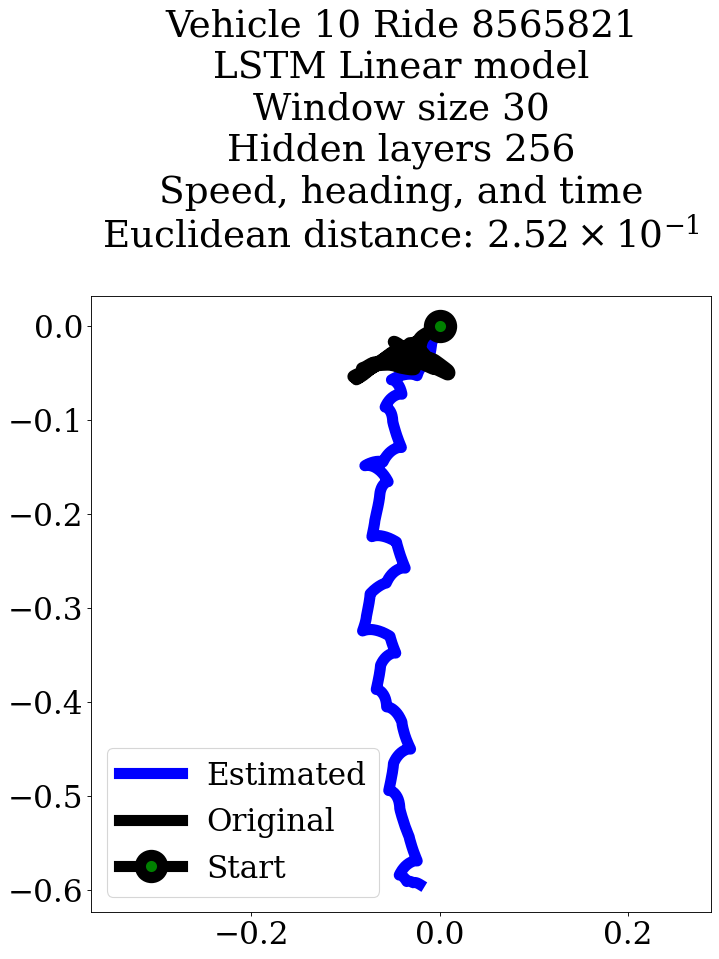 Vehicle 10 Ride 8565821
LSTM Linear model
Window size 30
Hidden layers 256
Speed, heading, and time
Euclidean distance: 2.52 × 10⁻¹
0.0
−0.1
−0.2
−0.3
−0.4
−0.5
−0.6
Estimated
Original
Start
−0.2 0.0 0.2